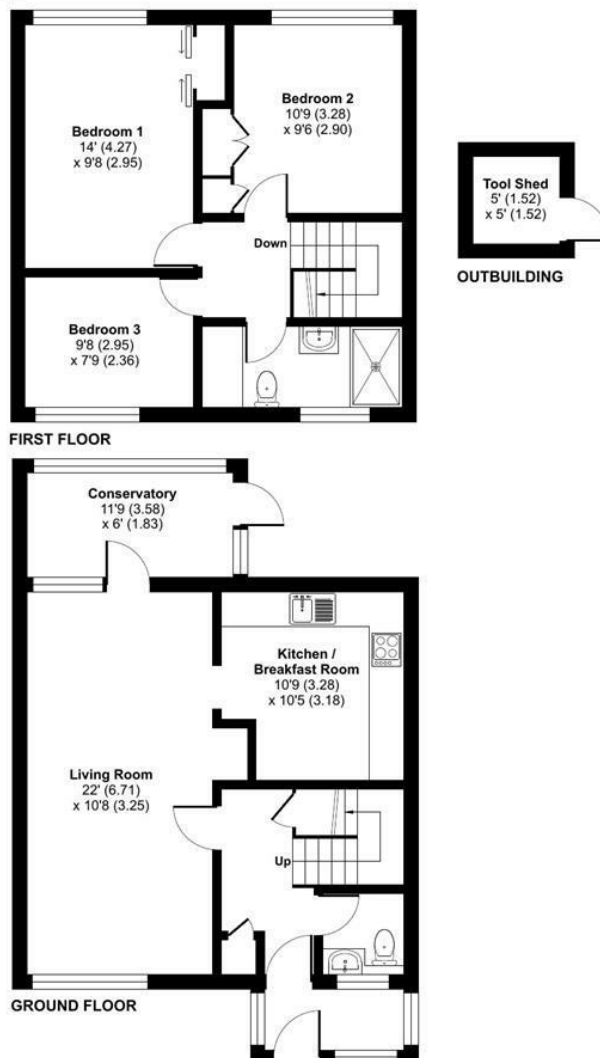 Bedroom 1
14' (4.27)
x 9'8 (2.95)
Bedroom 2
10'9 (3.28)
x 9'6 (2.90)
Down
Bedroom 3
9'8 (2.95)
x 7'9 (2.36)
FIRST FLOOR
Tool Shed
5' (1.52)
x 5' (1.52)
OUTBUILDING
Conservatory
11'9 (3.58)
x 6' (1.83)
Kitchen /
Breakfast Room
10'9 (3.28)
x 10'5 (3.18)
Living Room
22' (6.71)
x 10'8 (3.25)
Up
GROUND FLOOR